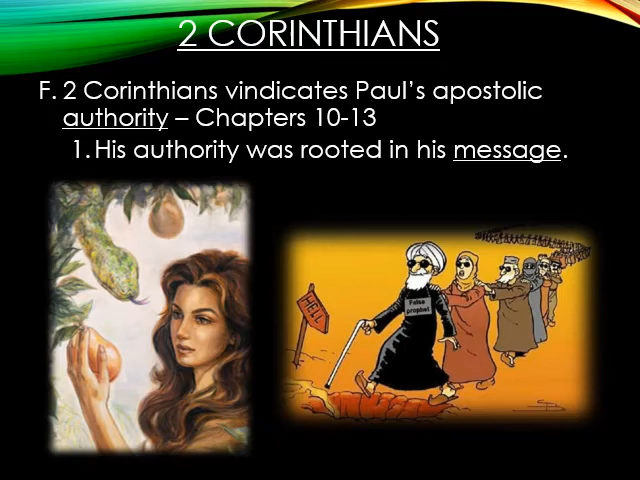 2 CORINTHIANS
F. 2 Corinthians vindicates Paul’s apostolic
authority – Chapters 10-13
1. His authority was rooted in his message.
HELL
False
prophet